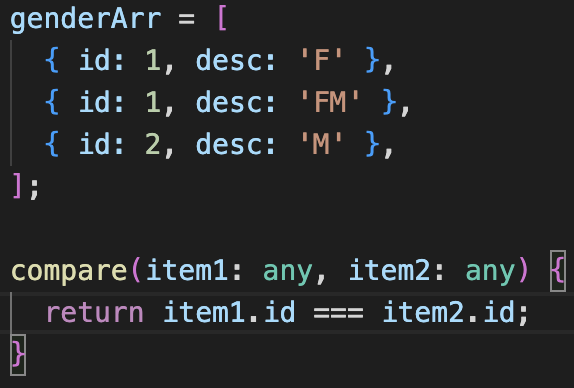 genderArr = [
  { id: 1, desc: 'F' },
  { id: 1, desc: 'FM' },
  { id: 2, desc: 'M' },
];
compare(item1: any, item2: any) {
  return item1.id === item2.id;
}